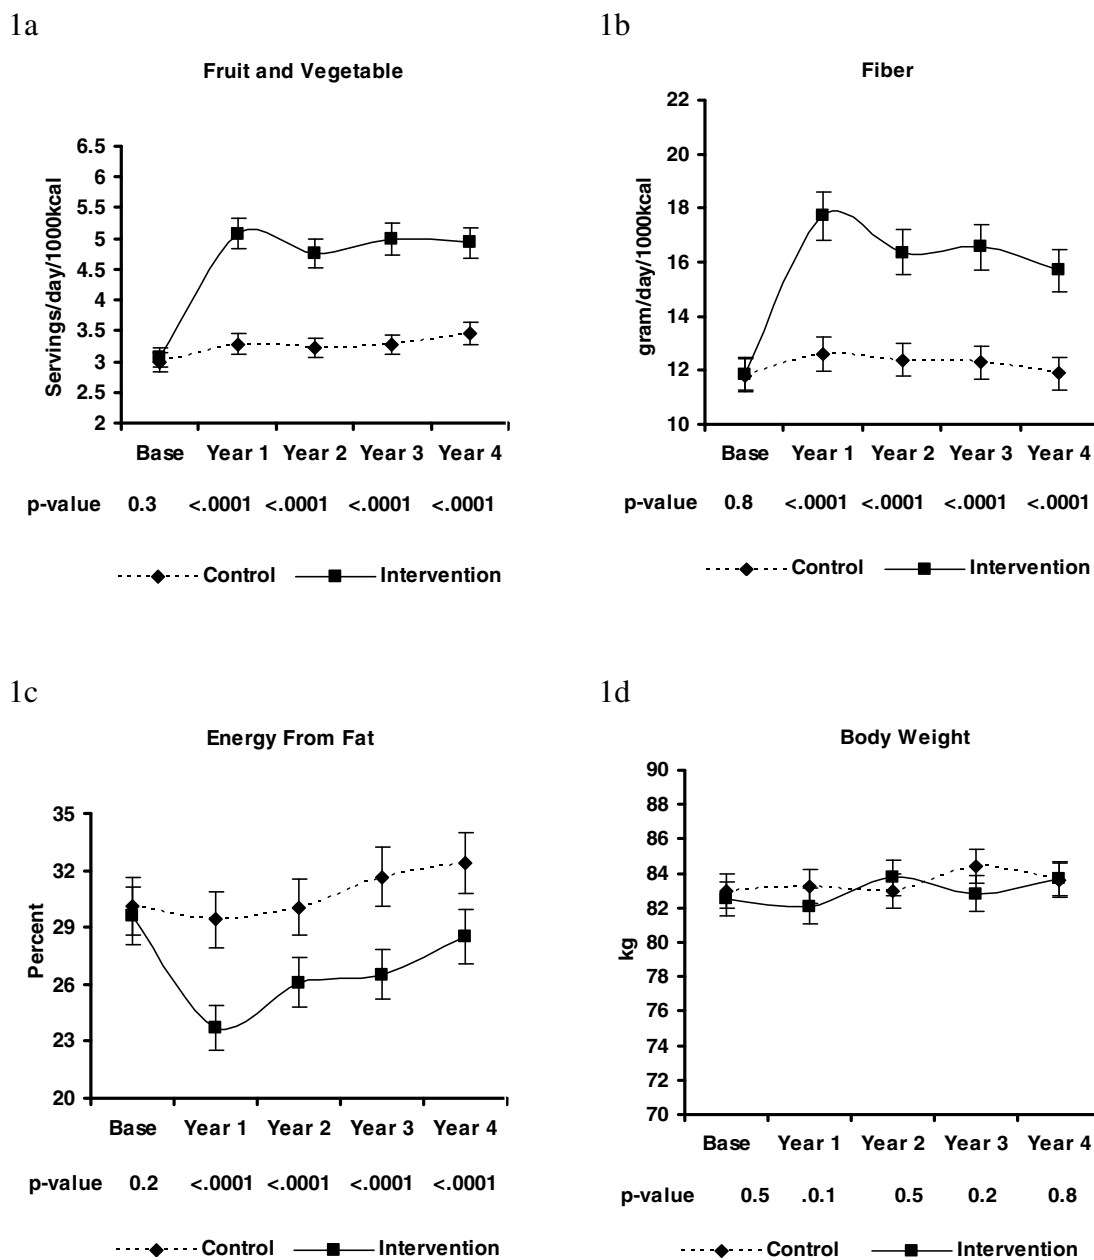 1a
Fruit and Vegetable
Servings/day/1000kcal
6.5
6
5.5
5
4.5
4
3.5
3
2.5
2
Base Year 1 Year 2 Year 3 Year 4
p-value 0.3 <.0001 <.0001 <.0001 <.0001
Control Intervention
1b
Fiber
gram/day/1000kcal
22
20
18
16
14
12
10
Base Year 1 Year 2 Year 3 Year 4
p-value 0.8 <.0001 <.0001 <.0001 <.0001
Control Intervention
1c
Energy From Fat
Percent
35
32
29
26
23
20
Base Year 1 Year 2 Year 3 Year 4
p-value 0.2 <.0001 <.0001 <.0001 <.0001
Control Intervention
1d
Body Weight
kg
90
88
86
84
82
80
78
76
74
72
70
Base Year 1 Year 2 Year 3 Year 4
p-value 0.5 .0.1 0.5 0.2 0.8
Control Intervention